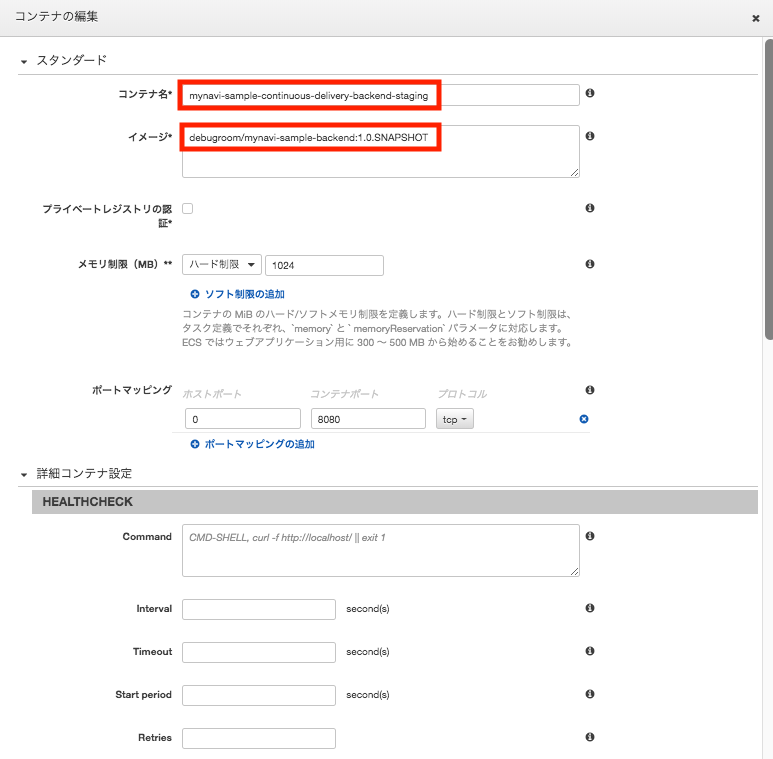 コンテナの編集
スタンダード
コンテナ名*
mynavi-sample-continuous-delivery-backend-staging
イメージ*
debugroom/mynavi-sample-backend:1.0.SNAPSHOT
プライベートレジストリの認
証*
メモリ制限（MB）**
ハード制限
1024
ソフト制限の追加
コンテナの MiB のハード/ソフトメモリ制限を定義します。ハード制限とソフト制限は、
タスク定義でそれぞれ、`memory` と ` memoryReservation` パラメータに対応します。
ECS ではウェブアプリケーション用に 300 〜 500 MB から始めることをお勧めします。
ポートマッピング
ホストポート コンテナポート プロトコル
0 8080 tcp
ポートマッピングの追加
詳細コンテナ設定
HEALTHCHECK
Command
CMD-SHELL, curl -f http://localhost/ || exit 1
Interval second(s)
Timeout second(s)
Start period second(s)
Retries